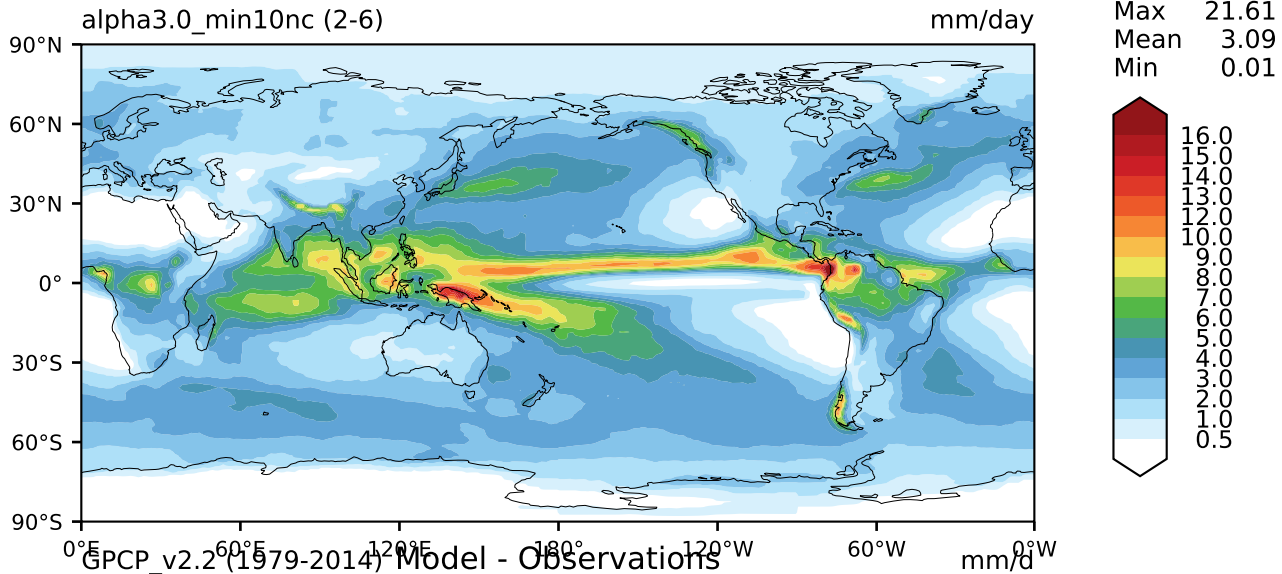 alpha3.0_min10nc (2-6)
mm/day
Max 21.61
Mean 3.09
Min 0.01
90°N
60°N
30°N
0°
30°S
60°S
90°S
16.0
15.0
14.0
13.0
12.0
10.0
9.0
8.0
7.0
6.0
5.0
4.0
3.0
2.0
1.0
0.5
0°E 60°E 120°E 180° 120°W 60°W 0°W
GPCP_v2.2 (1979-2014) Model - Observations mm/d